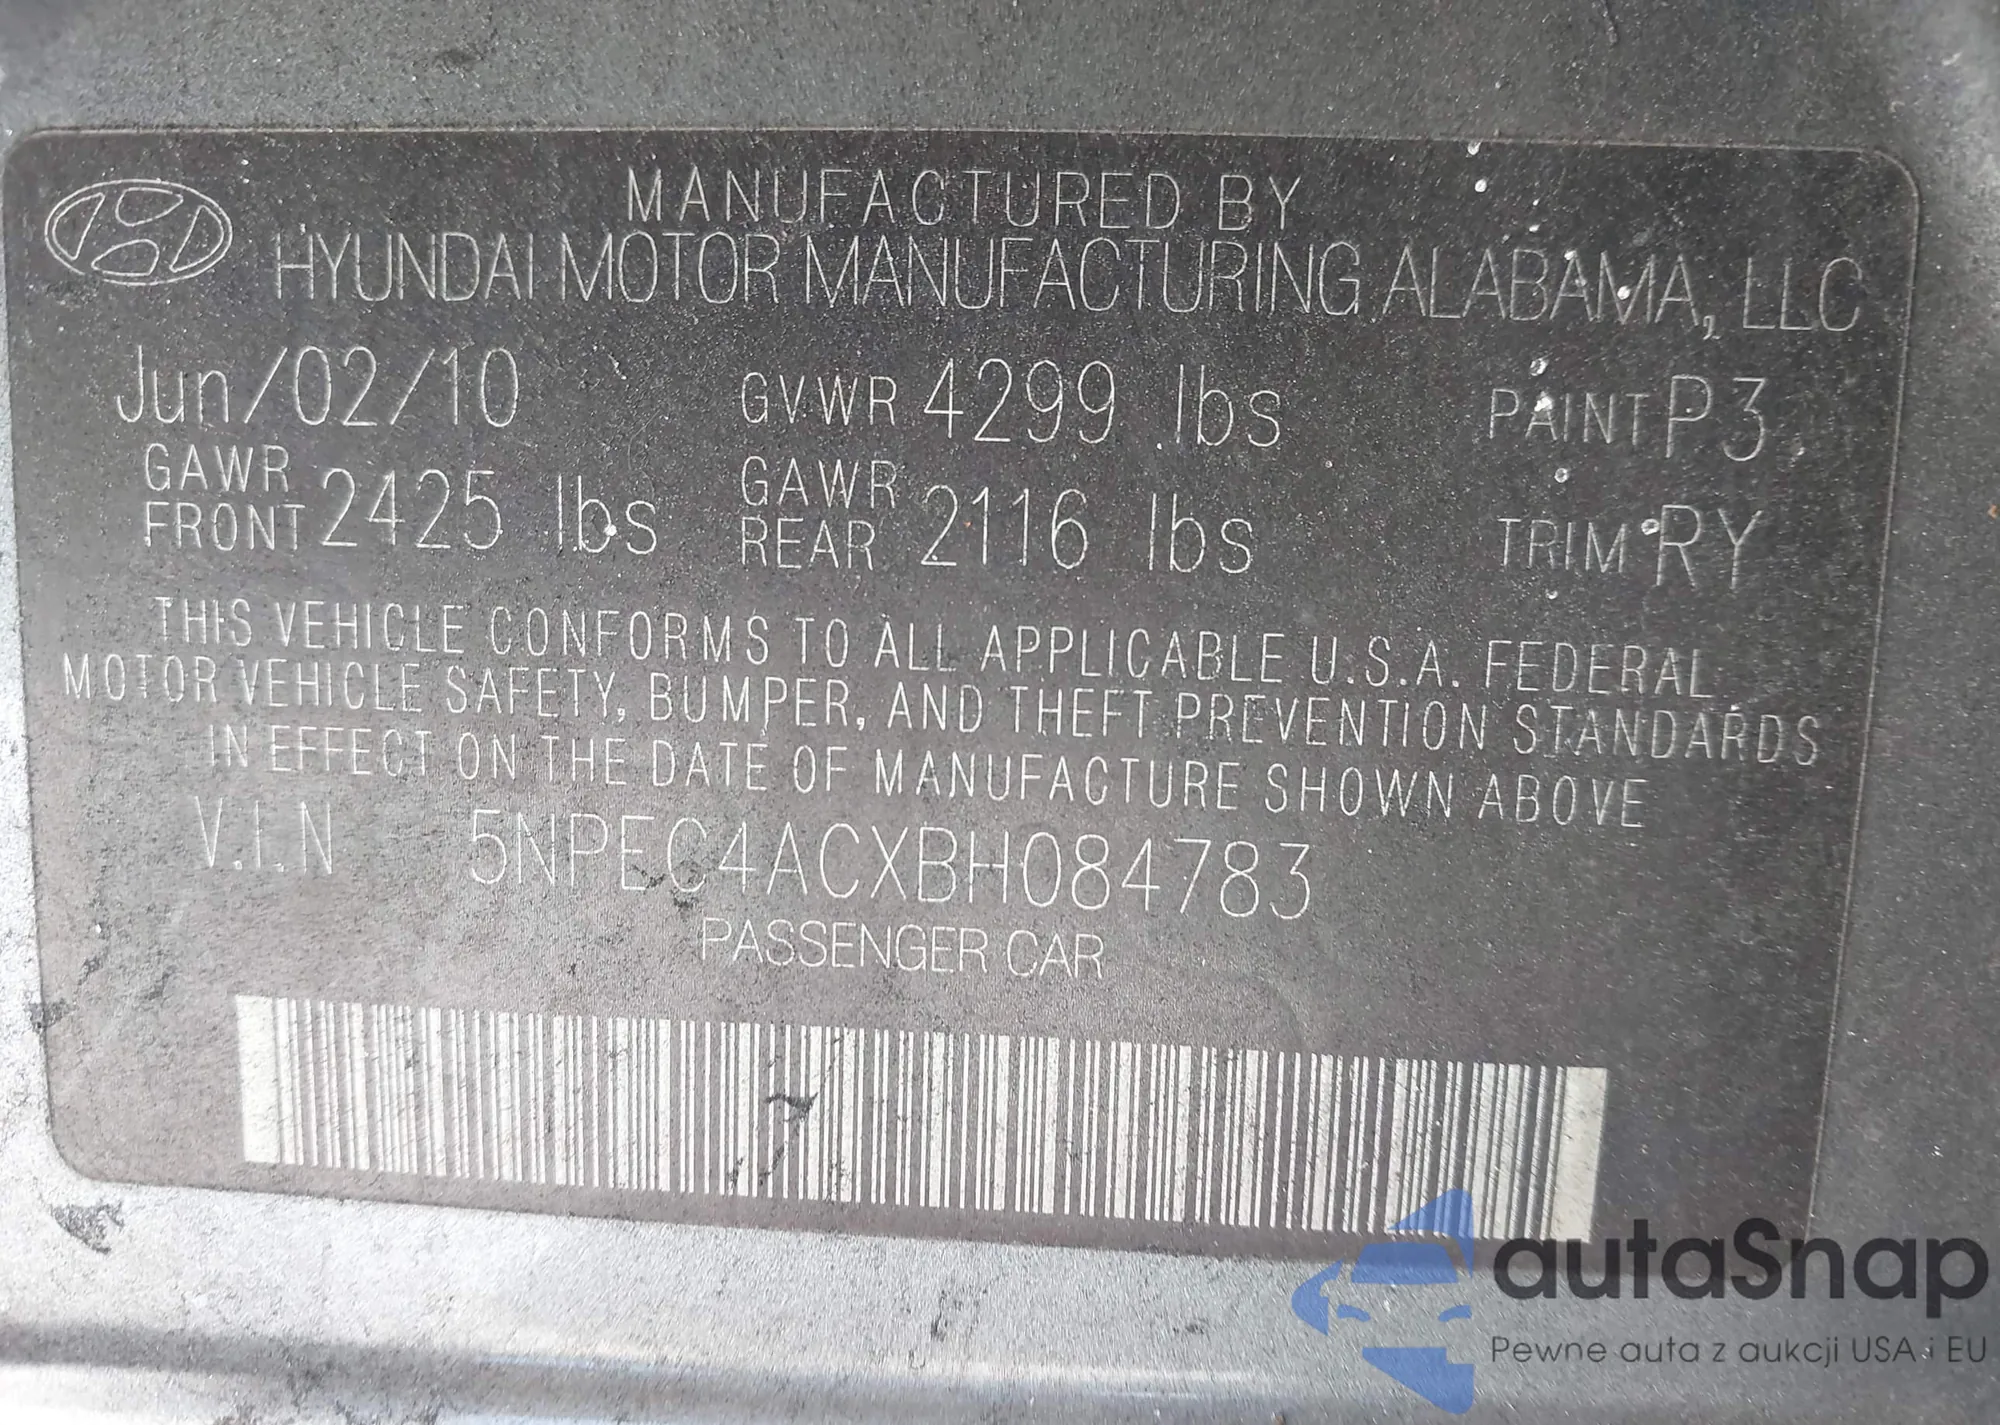 MANUFACTURED BY
HYUNDAI MOTOR MANUFACTURING ALABAMA, LLC
Jun/02/10 GVWR 4299 lbs PAINT P3
GAWR FRONT 2425 lbs GAWR REAR 2116 lbs TRIM RY
THIS VEHICLE CONFORMS TO ALL APPLICABLE U.S.A. FEDERAL
MOTOR VEHICLE SAFETY, BUMPER, AND THEFT PREVENTION STANDARDS
IN EFFECT ON THE DATE OF MANUFACTURE SHOWN ABOVE
V.I.N 5NPEC4ACXBH084783
PASSENGER CAR
autaSnap
Pewne auta z aukcji USA i EU